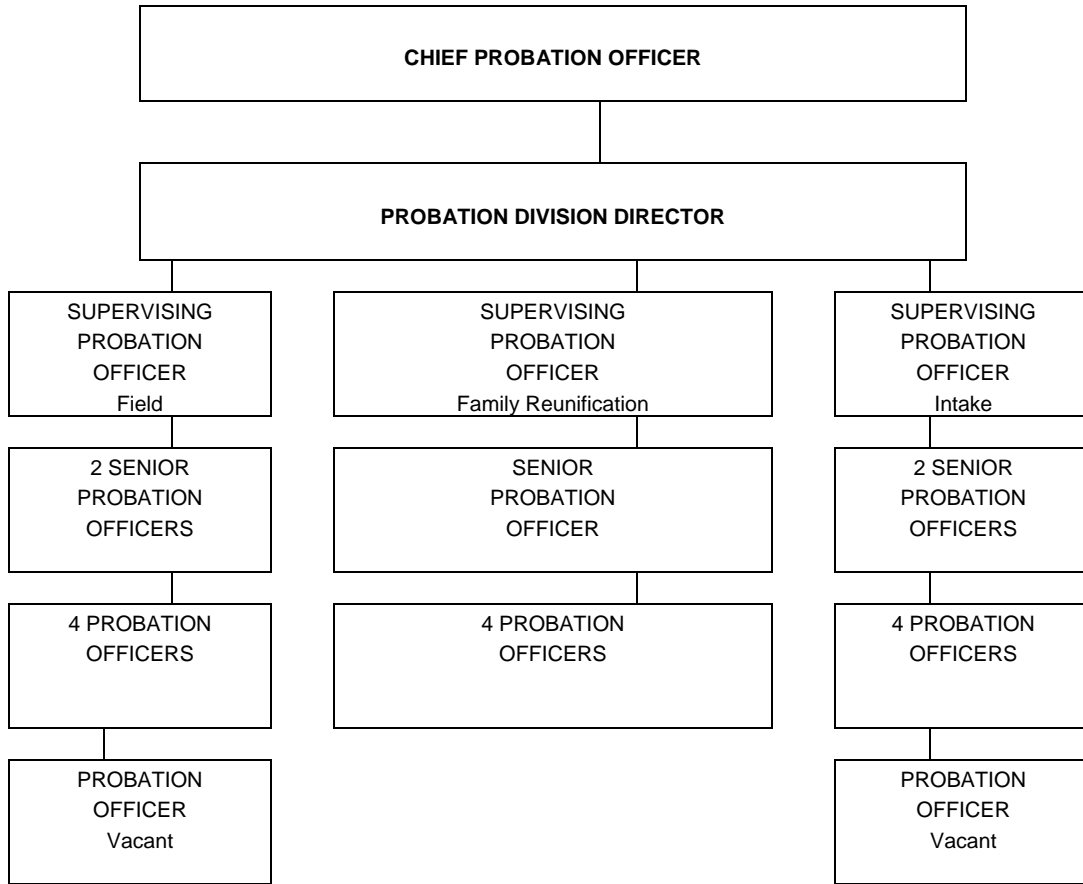 CHIEF PROBATION OFFICER
PROBATION DIVISION DIRECTOR
SUPERVISING
PROBATION
OFFICER
Field
SUPERVISING
PROBATION
OFFICER
Family Reunification
SUPERVISING
PROBATION
OFFICER
Intake
2 SENIOR
PROBATION
OFFICERS
SENIOR
PROBATION
OFFICER
2 SENIOR
PROBATION
OFFICERS
4 PROBATION
OFFICERS
4 PROBATION
OFFICERS
4 PROBATION
OFFICERS
PROBATION
OFFICER
Vacant
PROBATION
OFFICER
Vacant